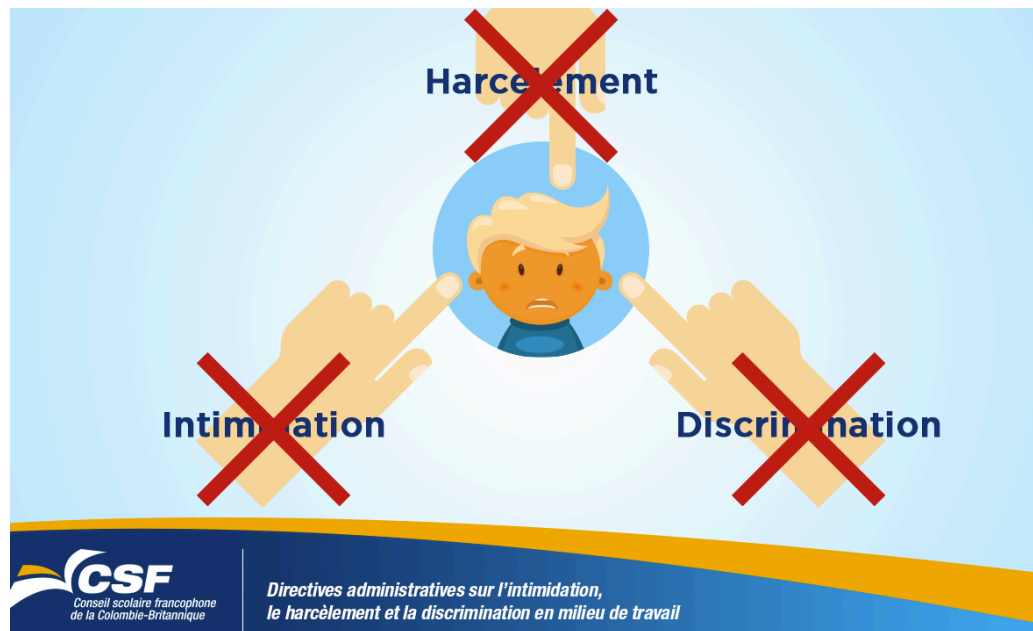 Harcèlement
Intimidation
Discrimination
CSF
Conseil scolaire francophone
de la Colombie-Britannique
Directives administratives sur l'intimidation,
le harcèlement et la discrimination en milieu de travail